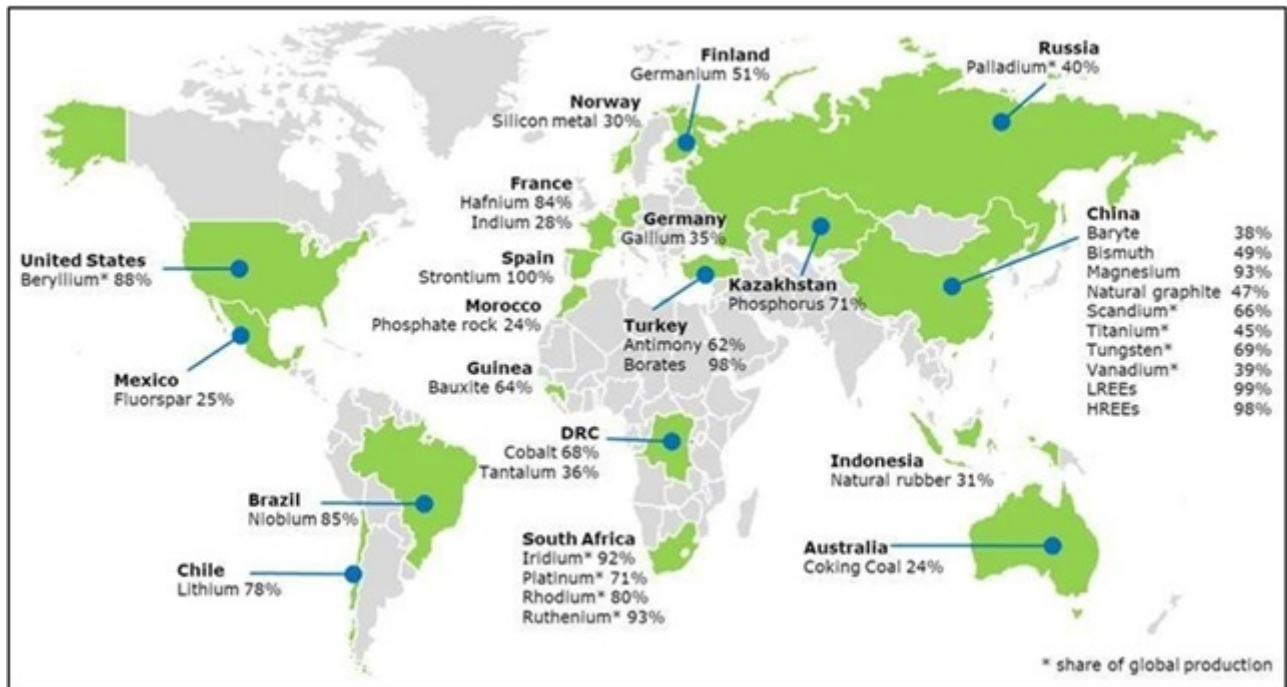 Finland
Germanium 51%
Russia
Palladium* 40%
Norway
Silicon metal 30%
France
Hafnium 84%
Indium 28%
Germany
Gallium 35%
China
Baryte 38%
Bismuth 49%
Magnesium 93%
Natural graphite 47%
Scandium* 66%
Titanium* 45%
Tungsten* 69%
Vanadium* 39%
LREEs 99%
HREEs 98%
United States
Beryllium* 88%
Spain
Strontium 100%
Kazakhstan
Phosphorus 71%
Morocco
Phosphate rock 24%
Turkey
Antimony 62%
Borates 98%
Mexico
Fluorspar 25%
Guinea
Bauxite 64%
DRC
Cobalt 68%
Tantalum 36%
Indonesia
Natural rubber 31%
Brazil
Niobium 85%
South Africa
Iridium* 92%
Platinum* 71%
Rhodium* 80%
Ruthenium* 93%
Australia
Coking Coal 24%
Chile
Lithium 78%
* share of global production